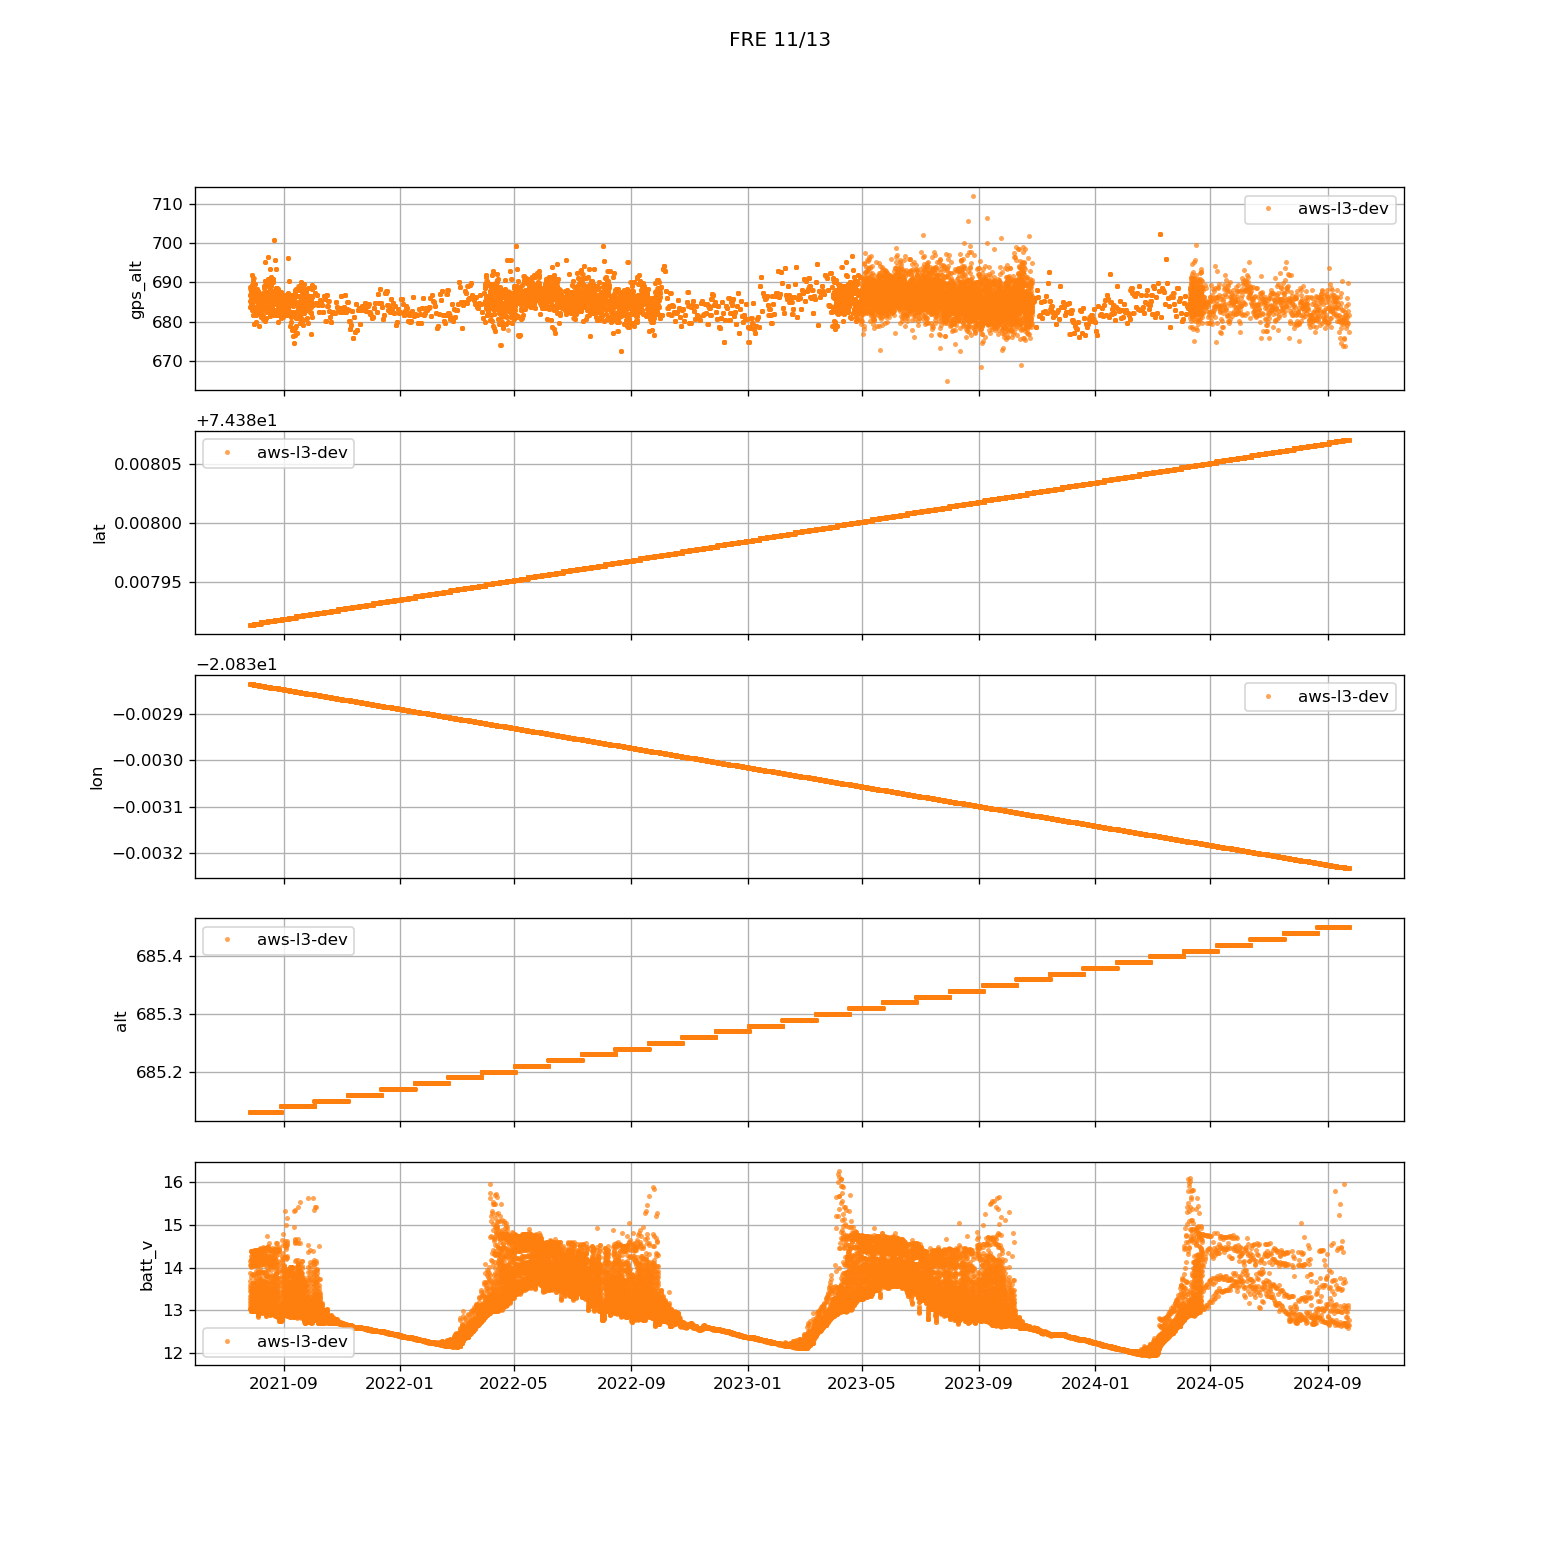 FRE 11/13
710
700
690
680
670
gps_alt
aws-l3-dev
+7.438e1
0.00805
0.00800
0.00795
lat
aws-l3-dev
−2.083e1
−0.0029
−0.0030
−0.0031
−0.0032
lon
aws-l3-dev
685.4
685.3
685.2
alt
aws-l3-dev
16
15
14
13
12
batt_v
aws-l3-dev
2021-09 2022-01 2022-05 2022-09 2023-01 2023-05 2023-09 2024-01 2024-05 2024-09